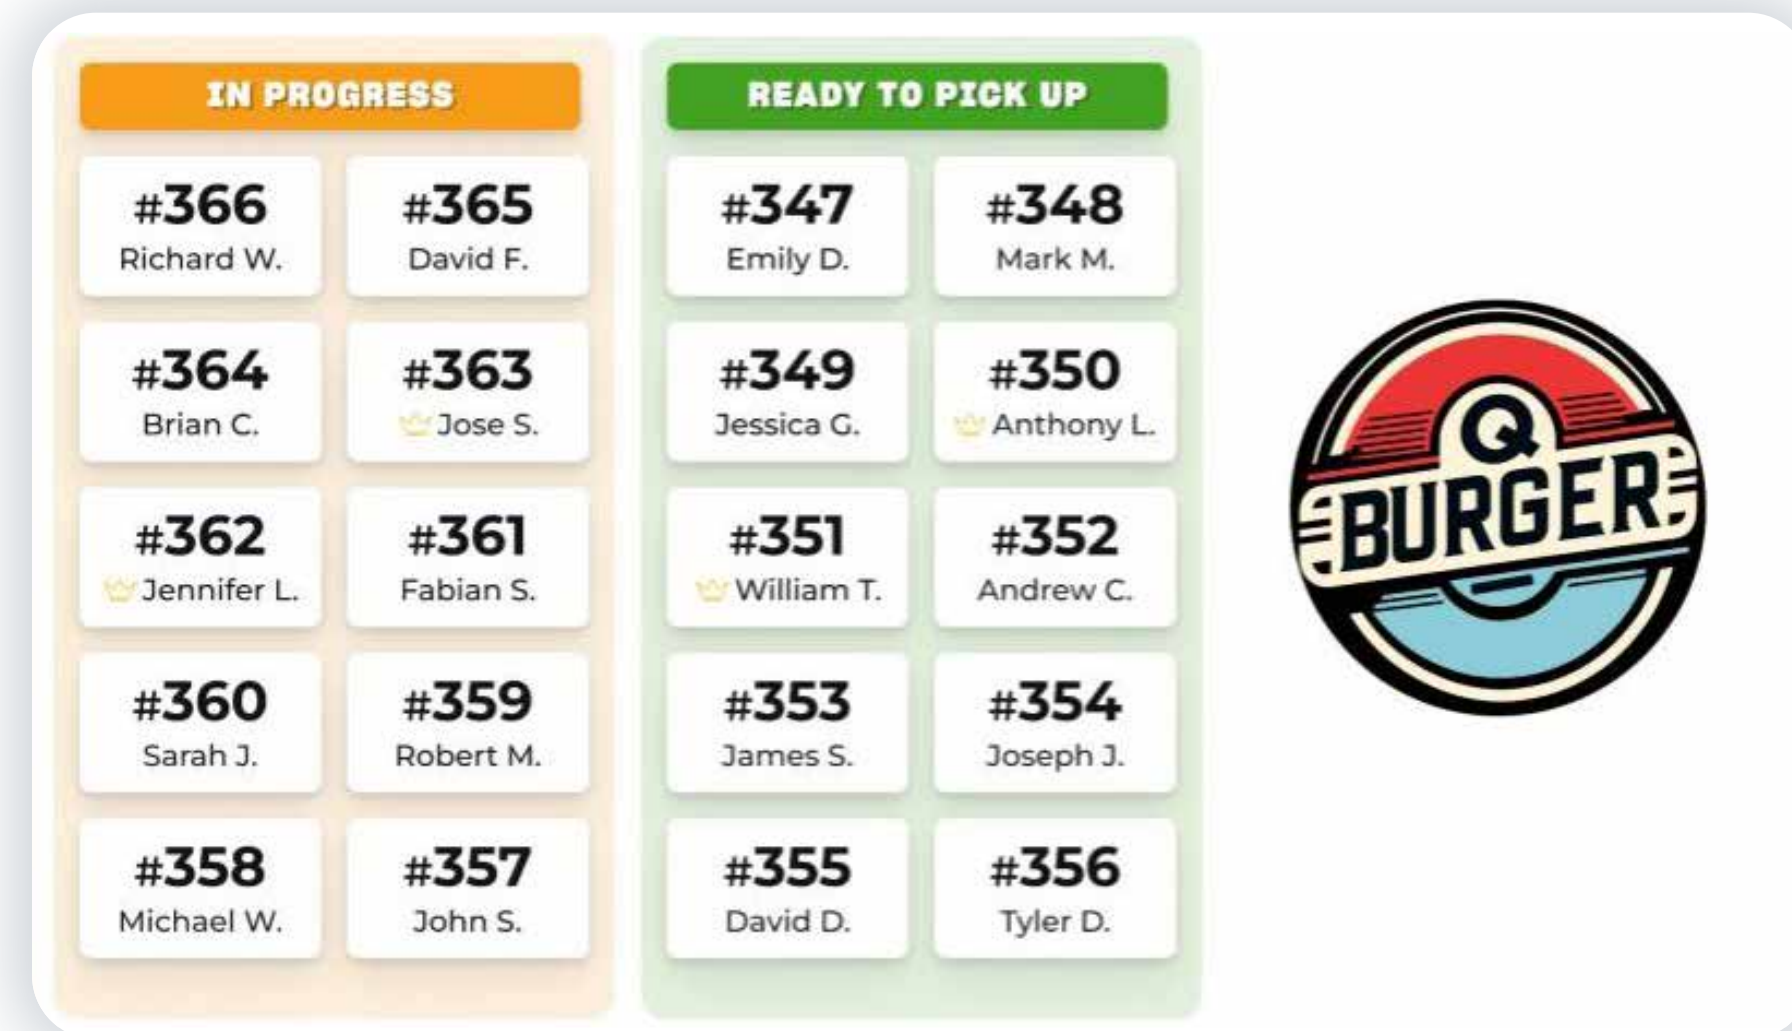 IN PROGRESS
#366
Richard W.
#365
David F.
#364
Brian C.
#363
Jose S.
#362
Jennifer L.
#361
Fabian S.
#360
Sarah J.
#359
Robert M.
#358
Michael W.
#357
John S.
READY TO PICK UP
#347
Emily D.
#348
Mark M.
#349
Jessica G.
#350
Anthony L.
#351
William T.
#352
Andrew C.
#353
James S.
#354
Joseph J.
#355
David D.
#356
Tyler D.
Q
BURGER